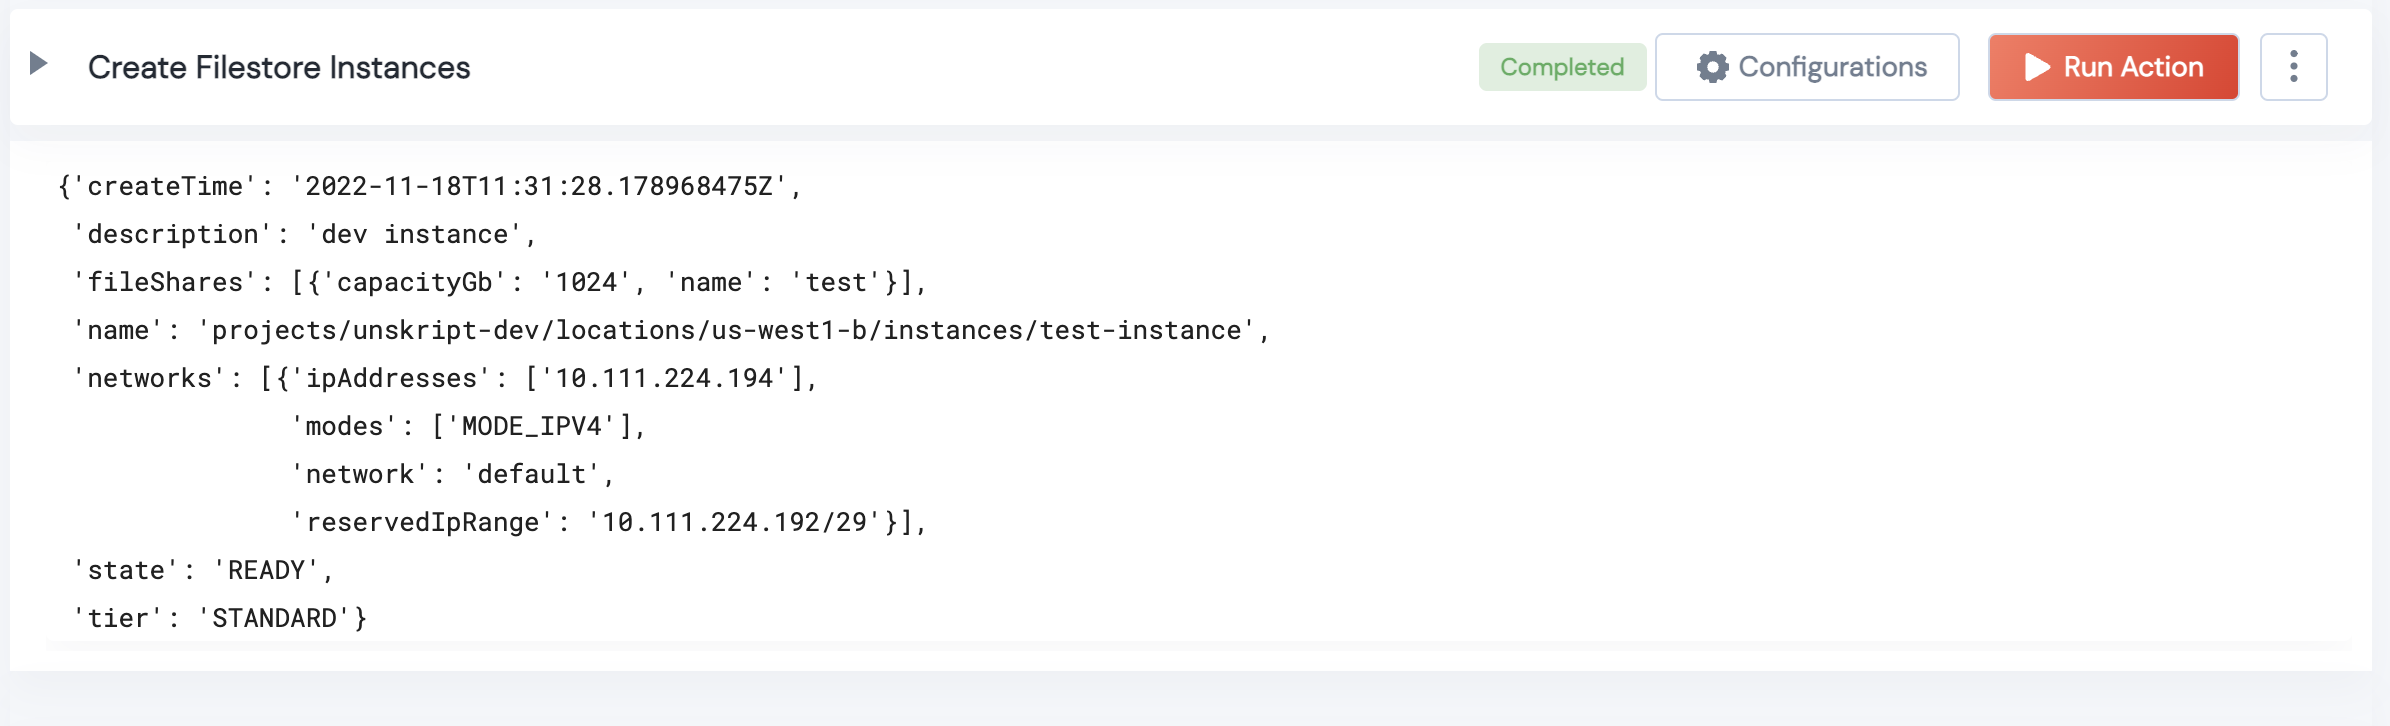 Create Filestore Instances
Completed
Configurations
Run Action
{'createTime': '2022-11-18T11:31:28.178968475Z',
 'description': 'dev instance',
 'fileShares': [{'capacityGb': '1024', 'name': 'test'}],
 'name': 'projects/unskript-dev/locations/us-west1-b/instances/test-instance',
 'networks': [{'ipAddresses': ['10.111.224.194'],
               'modes': ['MODE_IPV4'],
               'network': 'default',
               'reservedIpRange': '10.111.224.192/29'}],
 'state': 'READY',
 'tier': 'STANDARD'}